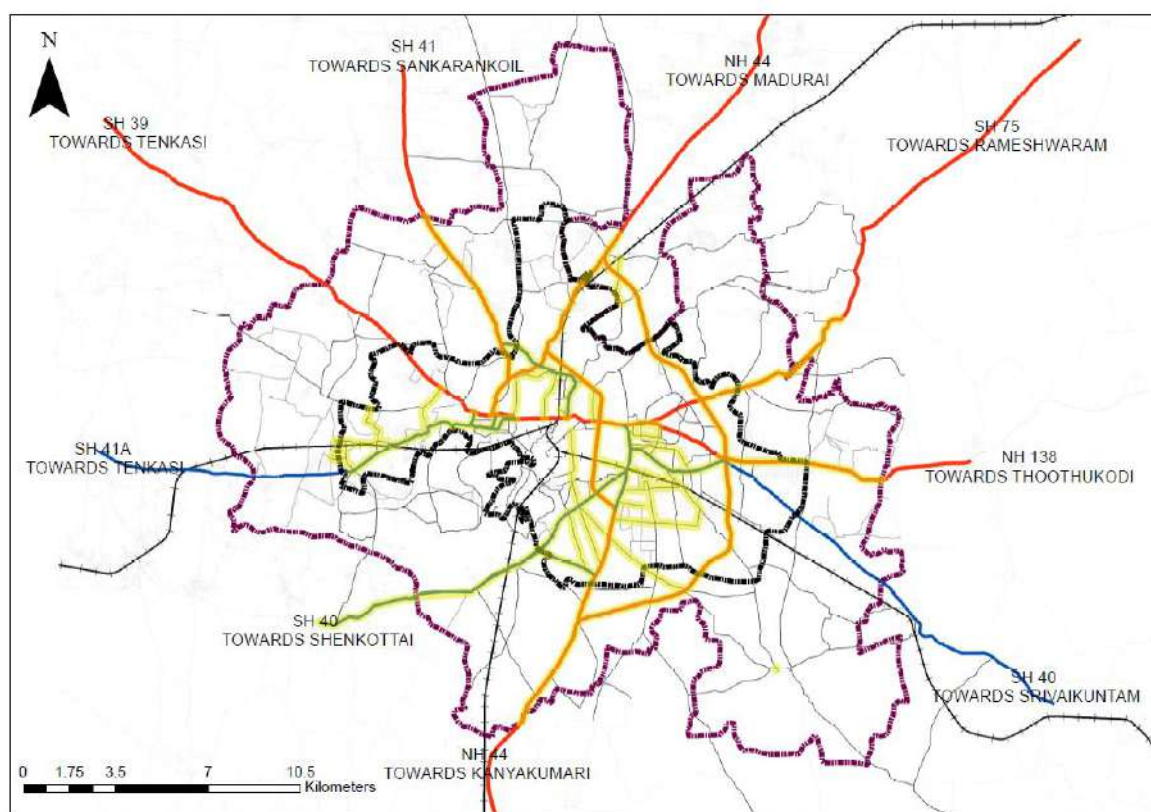 N
SH 41
TOWARDS SANKARANKOIL
NH 44
TOWARDS MADURAI
SH 39
TOWARDS TENKASI
SH 75
TOWARDS RAMESHWARAM
SH 41A
TOWARDS TENKASI
NH 138
TOWARDS THOOTHUKODI
SH 40
TOWARDS SHENKOTTAI
SH 40
TOWARDS SRIVAIKUNTAM
NH 44
TOWARDS KANYAKUMARI
0 1.75 3.5 7 10.5
Kilometers